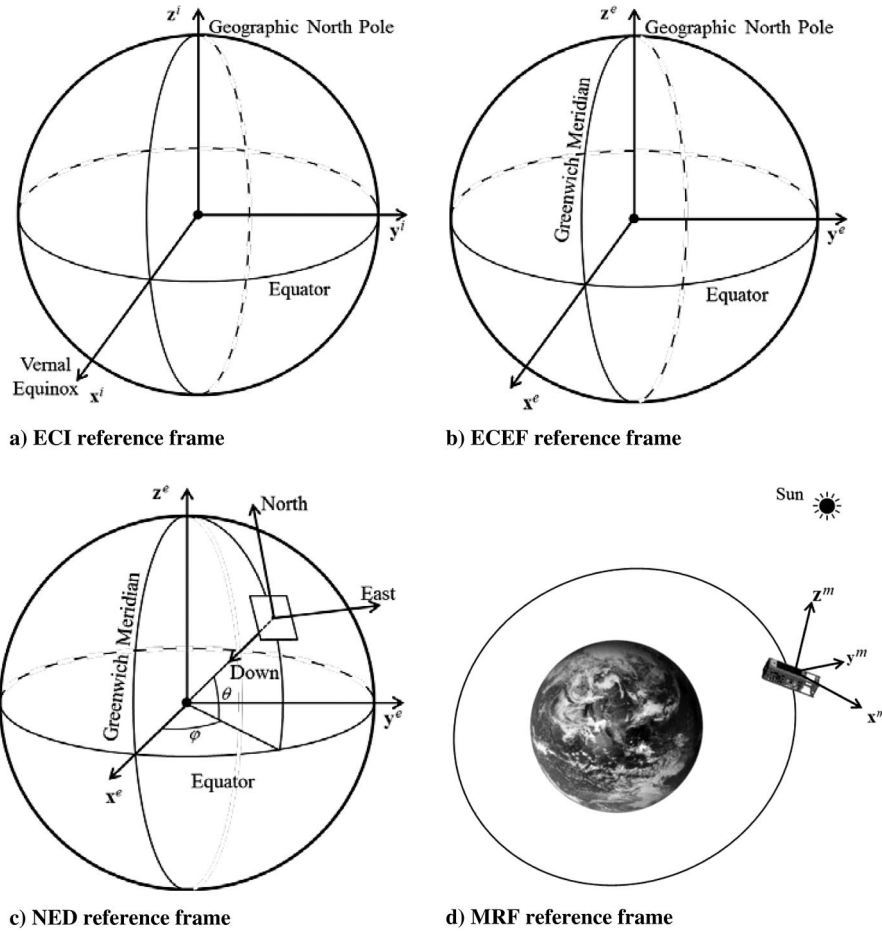 z^i
Geographic North Pole
y^i
Equator
Vernal
Equinox
x^i
a) ECI reference frame
z^e
Geographic North Pole
Greenwich Meridian
y^e
Equator
x^e
b) ECEF reference frame
z^e
North
Greenwich Meridian
East
Down
θ
y^e
φ
Equator
x^e
c) NED reference frame
Sun
z^m
y^m
x^m
d) MRF reference frame